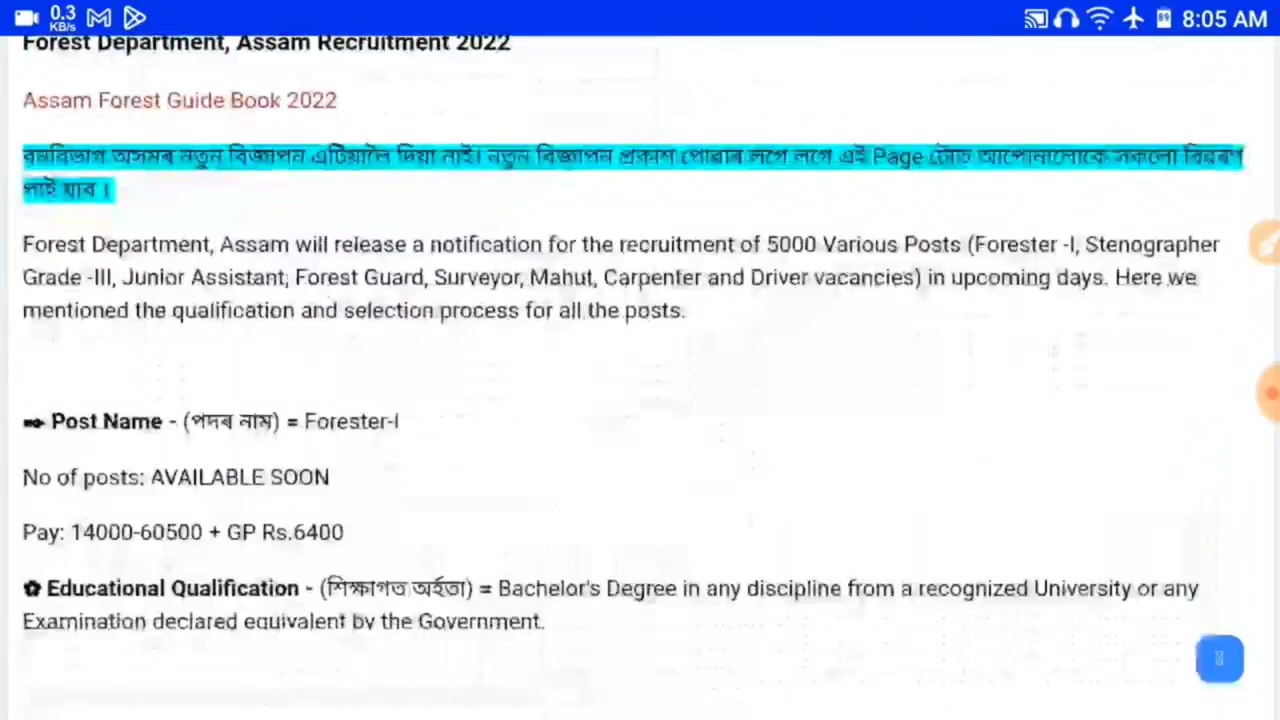 0.3
KB/s
89
8:05 AM
Forest Department, Assam Recruitment 2022
Assam Forest Guide Book 2022
বনবিভাগ অসমৰ নতুন বিজ্ঞাপন এটিয়ালৈ দিয়া নাই। নতুন বিজ্ঞাপন প্ৰকাশ পোৱাৰ লগে লগে এই Page টোত আপোনালোকে সকলো বিৱৰণ
পাই যাব ।
Forest Department, Assam will release a notification for the recruitment of 5000 Various Posts (Forester -I, Stenographer
Grade -III, Junior Assistant, Forest Guard, Surveyor, Mahut, Carpenter and Driver vacancies) in upcoming days. Here we
mentioned the qualification and selection process for all the posts.
➡ Post Name - (পদৰ নাম) = Forester-I
No of posts: AVAILABLE SOON
Pay: 14000-60500 + GP Rs.6400
✿ Educational Qualification - (শিক্ষাগত অৰ্হতা) = Bachelor's Degree in any discipline from a recognized University or any
Examination declared equivalent by the Government.